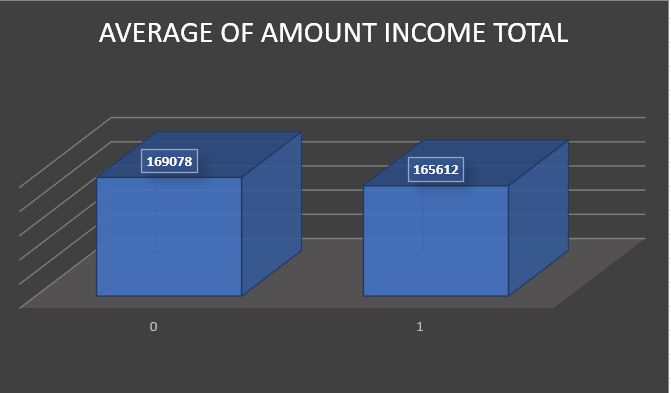 AVERAGE OF AMOUNT INCOME TOTAL
169078
165612
0
1